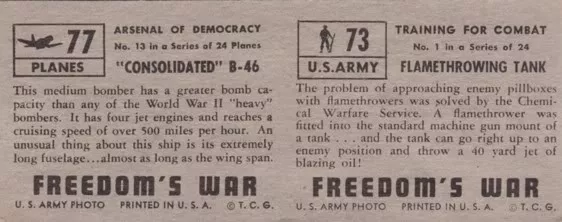 77
PLANES
ARSENAL OF DEMOCRACY
No. 13 in a Series of 24 Planes
"CONSOLIDATED" B-46
This medium bomber has a greater bomb ca-
pacity than any of the World War II "heavy"
bombers. It has four jet engines and reaches a
cruising speed of over 500 miles per hour. An
unusual thing about this ship is its extremely
long fuselage...almost as long as the wing span.
FREEDOM'S WAR
U. S. ARMY PHOTO PRINTED IN U. S. A. © T. C. G.
73
U.S. ARMY
TRAINING FOR COMBAT
No. 1 in a Series of 24
FLAMETHROWING TANK
The problem of approaching enemy pillboxes
with flamethrowers was solved by the Chemi-
cal Warfare Service. A flamethrower was
fitted into the standard machine gun mount of
a tank . . . and the tank can go right up to an
enemy position and throw a 40 yard jet of
blazing oil!
FREEDOM'S WAR
U. S. ARMY PHOTO PRINTED IN U. S. A. © T. C. G.